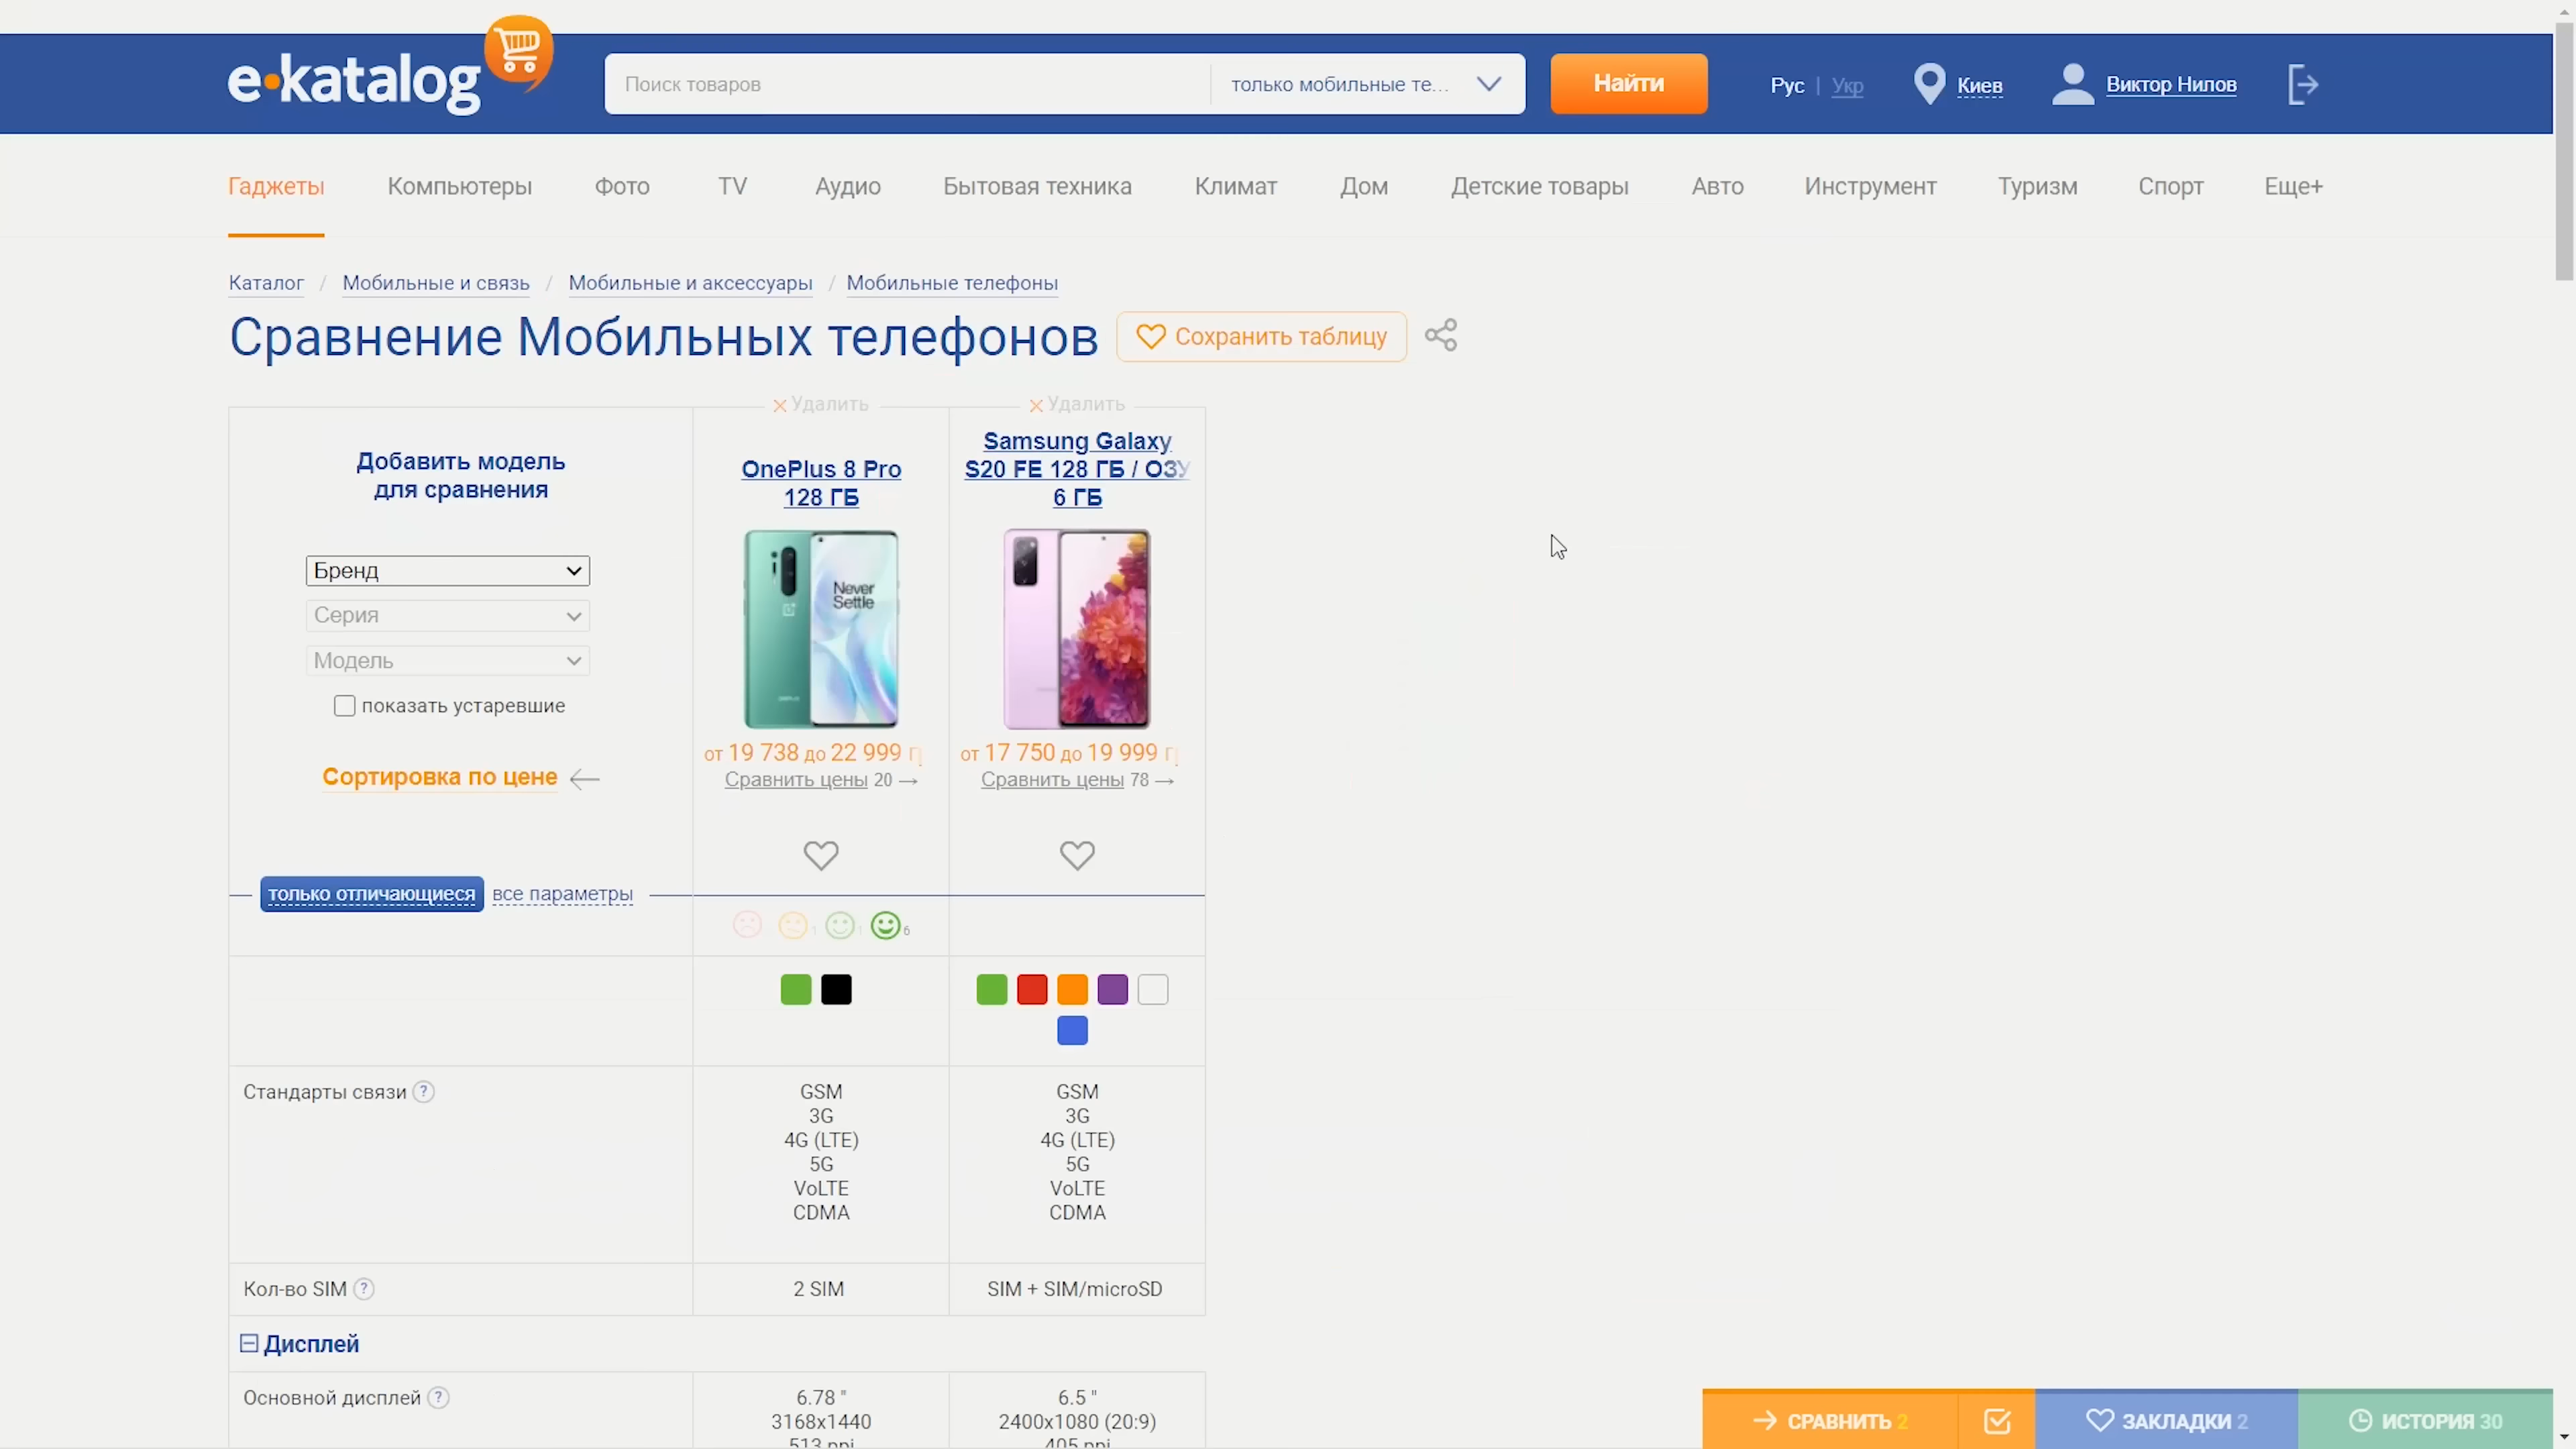 e•katalog
Поиск товаров
только мобильные те...
Найти
Рус | Укр
Киев
Виктор Нилов
Гаджеты
Компьютеры
Фото
TV
Аудио
Бытовая техника
Климат
Дом
Детские товары
Авто
Инструмент
Туризм
Спорт
Еще+
Каталог / Мобильные и связь / Мобильные и аксессуары / Мобильные телефоны
Сравнение Мобильных телефонов
Сохранить таблицу
Добавить модель
для сравнения
Бренд
Серия
Модель
показать устаревшие
Сортировка по цене
только отличающиеся
все параметры
Удалить
OnePlus 8 Pro
128 ГБ
Never
Settle
от 19 738 до 22 999
Сравнить цены 20 →
Удалить
Samsung Galaxy
S20 FE 128 ГБ / ОЗУ
6 ГБ
от 17 750 до 19 999
Сравнить цены 78 →
1
1
6
Стандарты связи ?
GSM
3G
4G (LTE)
5G
VoLTE
CDMA
GSM
3G
4G (LTE)
5G
VoLTE
CDMA
Кол-во SIM ?
2 SIM
SIM + SIM/microSD
Дисплей
Основной дисплей ?
6.78 "
3168x1440
513 ppi
6.5 "
2400x1080 (20:9)
405 ppi
СРАВНИТЬ 2
ЗАКЛАДКИ 2
ИСТОРИЯ 30